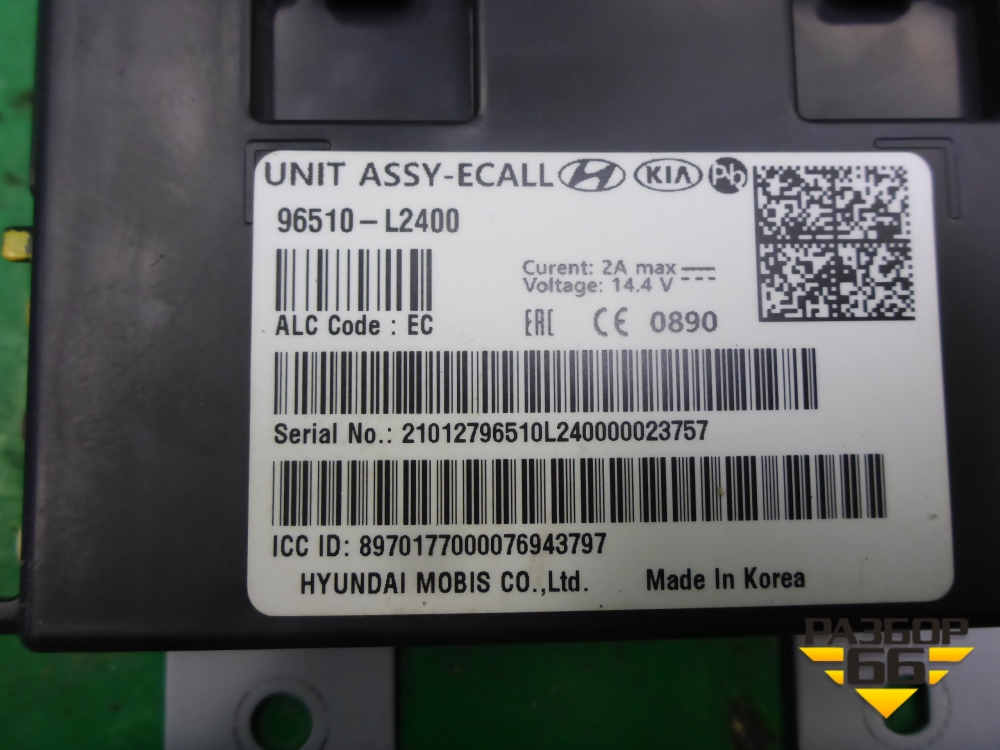 UNIT ASSY-ECALL KIA Pb
96510-L2400
Curent: 2A max
Voltage: 14.4 V
ALC Code : EC
EAC CE 0890
Serial No.: 21012796510L240000023757
ICC ID: 8970177000076943797
HYUNDAI MOBIS CO.,Ltd. Made In Korea
РАЗБОР
66